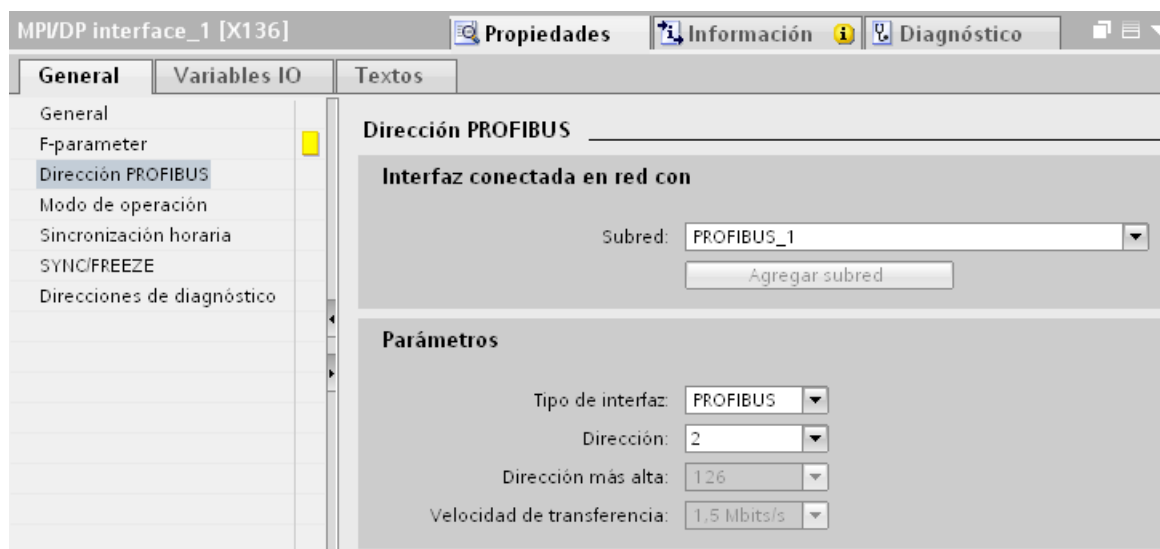 MPI/DP interface_1 [X136]
Propiedades
Información
Diagnóstico
General
Variables IO
Textos
General
F-parameter
Dirección PROFIBUS
Modo de operación
Sincronización horaria
SYNC/FREEZE
Direcciones de diagnóstico
Dirección PROFIBUS
Interfaz conectada en red con
Subred: PROFIBUS_1
Agregar subred
Parámetros
Tipo de interfaz: PROFIBUS
Dirección: 2
Dirección más alta: 126
Velocidad de transferencia: 1,5 Mbits/s